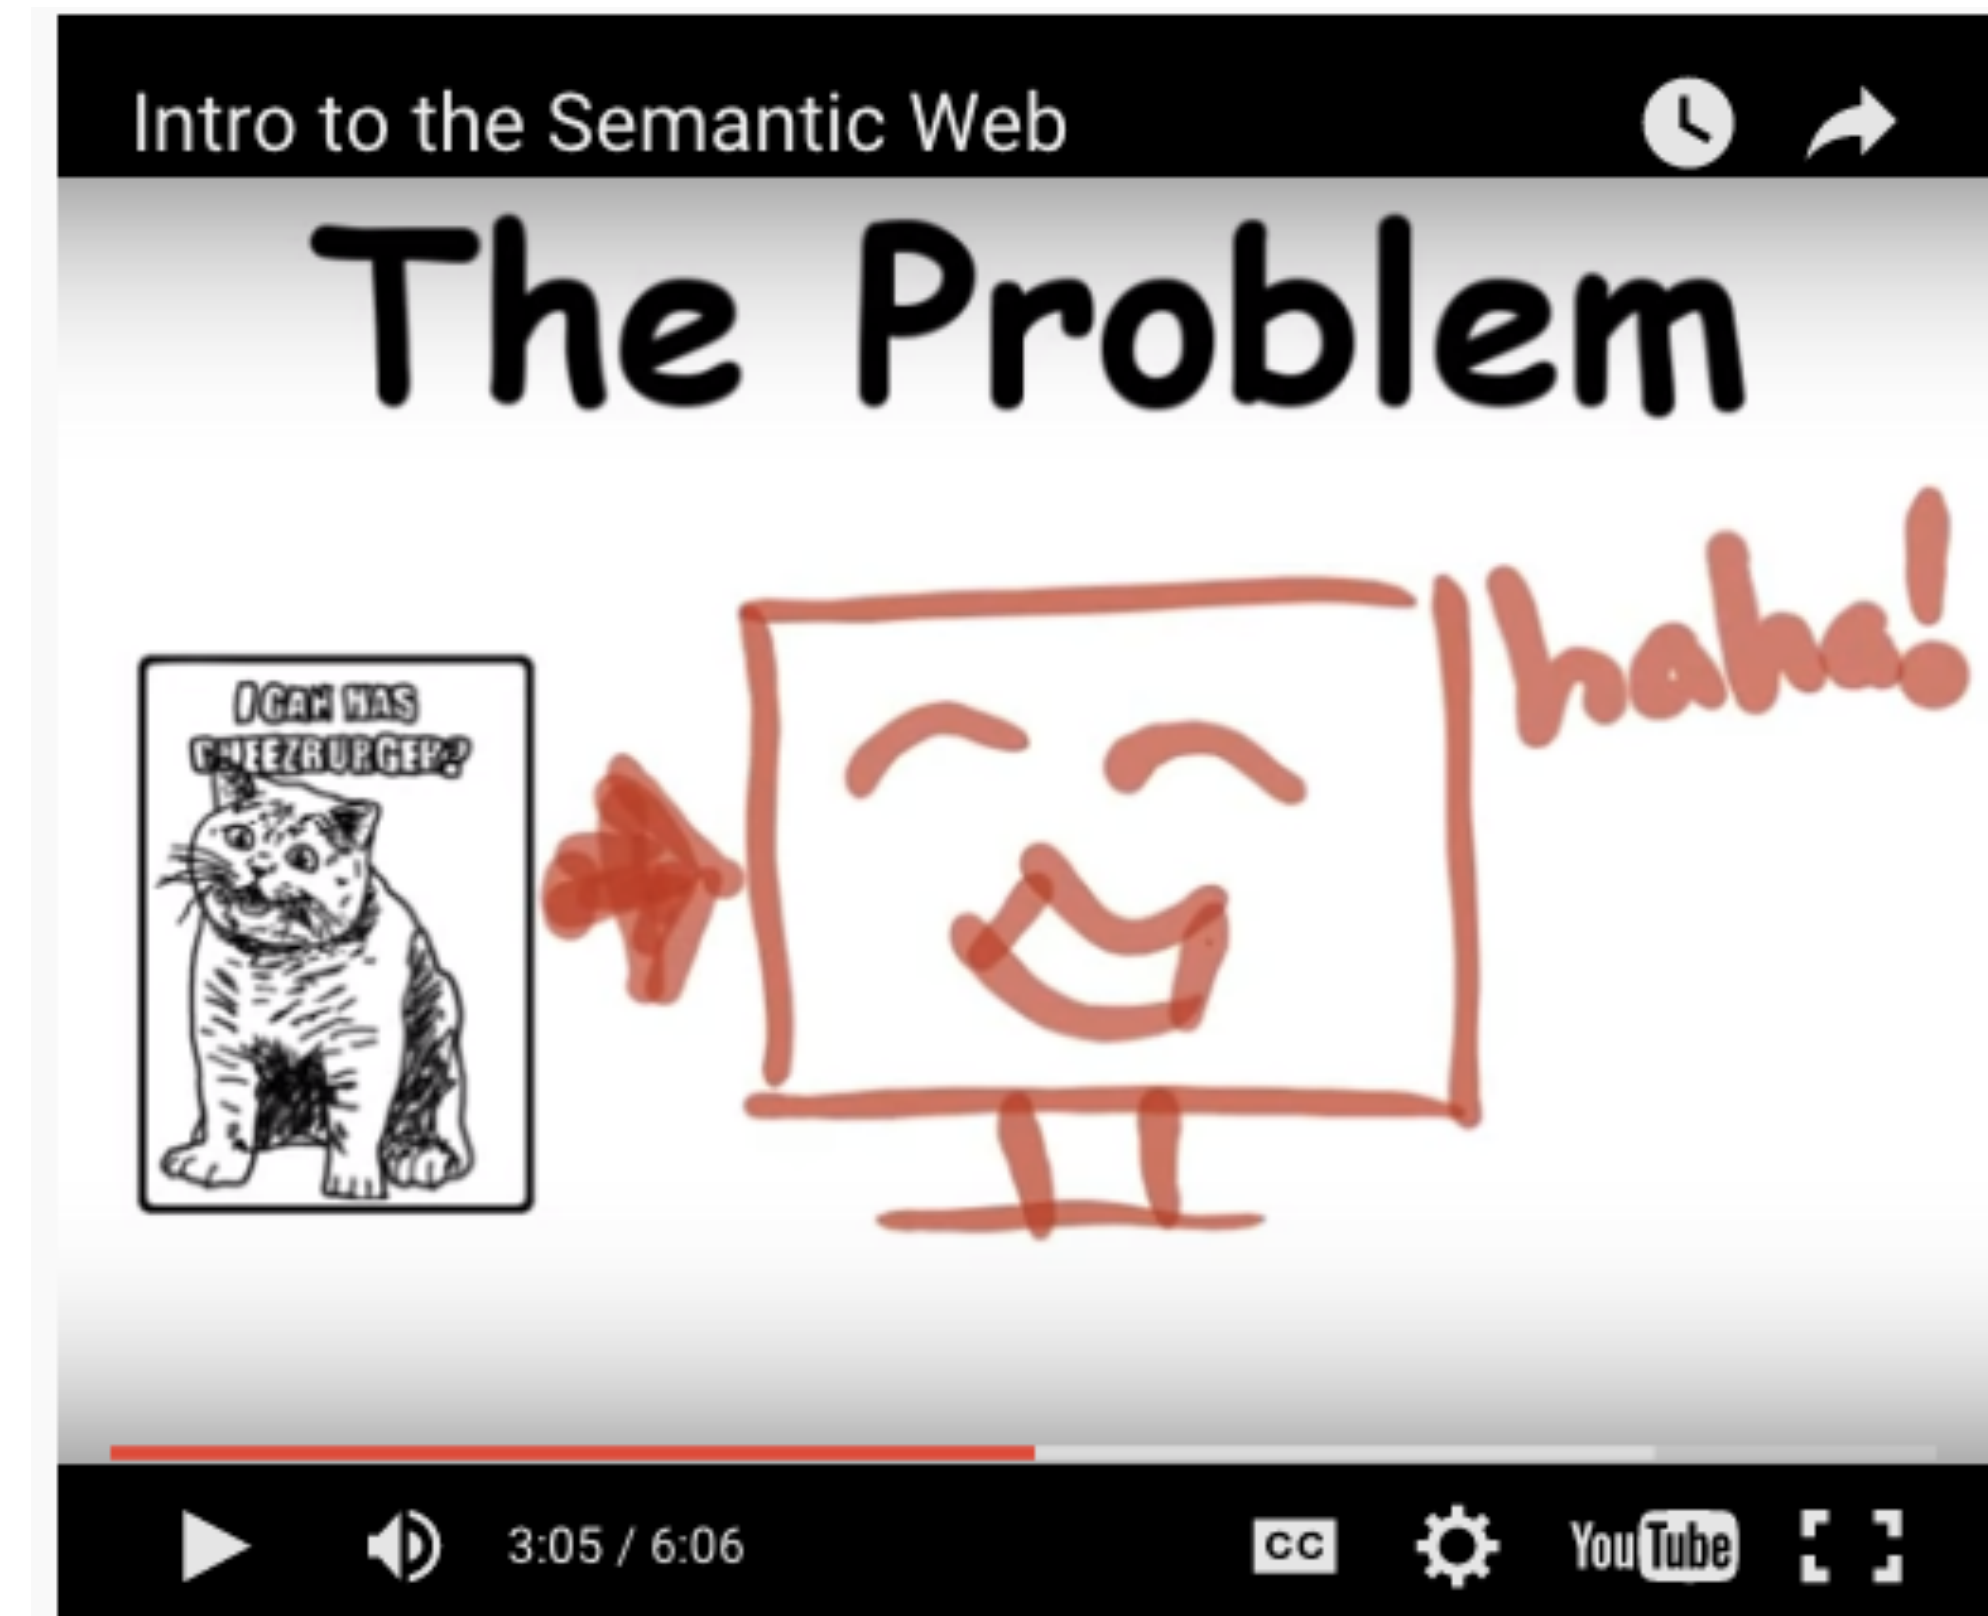 Intro to the Semantic Web
The Problem
haha!
I CAN HAS
CHEEZBURGER?
3:05 / 6:06
CC
YouTube